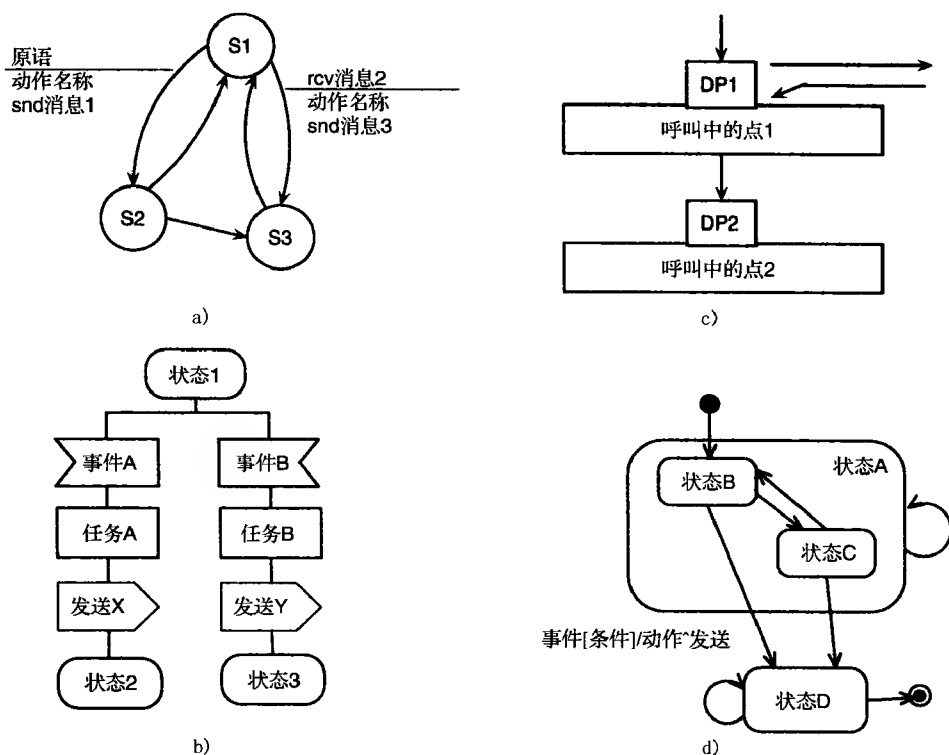 S1
原语
动作名称
snd消息1
rcv消息2
动作名称
snd消息3
S2
S3
a)
DP1
呼叫中的点1
DP2
呼叫中的点2
c)
状态1
事件A
事件B
任务A
任务B
发送X
发送Y
状态2
状态3
b)
状态A
状态B
状态C
事件[条件]/动作^发送
状态D
d)